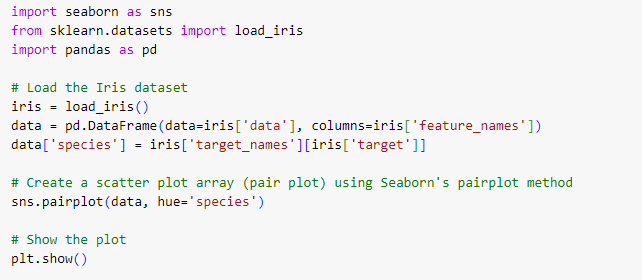 import seaborn as sns
from sklearn.datasets import load_iris
import pandas as pd
# Load the Iris dataset
iris = load_iris()
data = pd.DataFrame(data=iris['data'], columns=iris['feature_names'])
data['species'] = iris['target_names'][iris['target']]
# Create a scatter plot array (pair plot) using Seaborn's pairplot method
sns.pairplot(data, hue='species')
# Show the plot
plt.show()